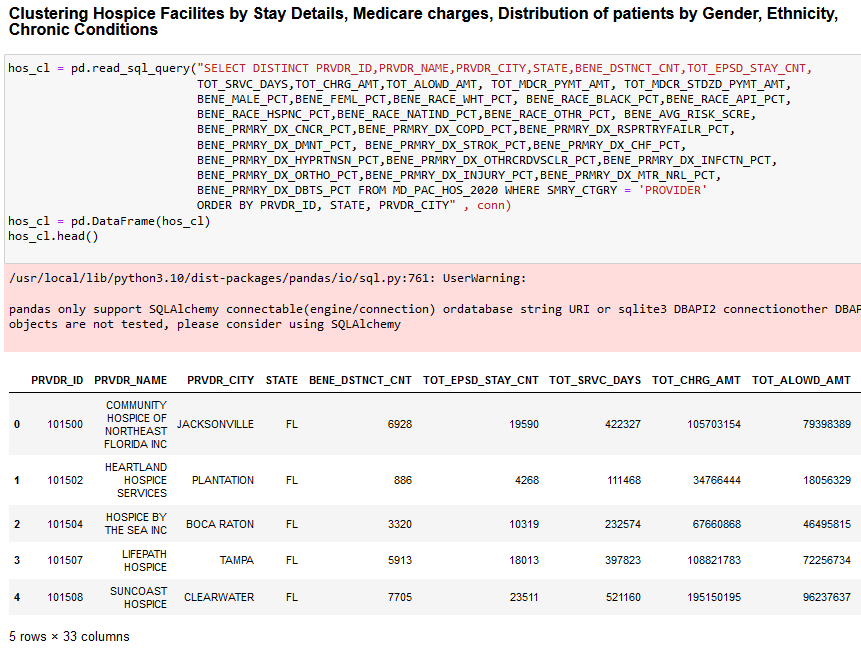 Clustering Hospice Facilites by Stay Details, Medicare charges, Distribution of patients by Gender, Ethnicity,
Chronic Conditions
hos_cl = pd.read_sql_query("SELECT DISTINCT PRVDR_ID,PRVDR_NAME,PRVDR_CITY,STATE,BENE_DSTNCT_CNT,TOT_EPSD_STAY_CNT,
TOT_SRVC_DAYS,TOT_CHRG_AMT,TOT_ALOWD_AMT, TOT_MDCR_PYMT_AMT, TOT_MDCR_STDZD_PYMT_AMT,
BENE_MALE_PCT,BENE_FEML_PCT,BENE_RACE_WHT_PCT, BENE_RACE_BLACK_PCT,BENE_RACE_API_PCT,
BENE_RACE_HSPNC_PCT,BENE_RACE_NATIND_PCT,BENE_RACE_OTHR_PCT, BENE_AVG_RISK_SCRE,
BENE_PRMRY_DX_CNCR_PCT,BENE_PRMRY_DX_COPD_PCT,BENE_PRMRY_DX_RSPRTRYFAILR_PCT,
BENE_PRMRY_DX_DMNT_PCT, BENE_PRMRY_DX_STROK_PCT,BENE_PRMRY_DX_CHF_PCT,
BENE_PRMRY_DX_HYPRTNSN_PCT,BENE_PRMRY_DX_OTHRCRDVSCLR_PCT,BENE_PRMRY_DX_INFCTN_PCT,
BENE_PRMRY_DX_ORTHO_PCT,BENE_PRMRY_DX_INJURY_PCT,BENE_PRMRY_DX_MTR_NRL_PCT,
BENE_PRMRY_DX_DBTS_PCT FROM MD_PAC_HOS_2020 WHERE SMRY_CTGRY = 'PROVIDER'
ORDER BY PRVDR_ID, STATE, PRVDR_CITY" , conn)
hos_cl = pd.DataFrame(hos_cl)
hos_cl.head()
/usr/local/lib/python3.10/dist-packages/pandas/io/sql.py:761: UserWarning:
pandas only support SQLAlchemy connectable(engine/connection) ordatabase string URI or sqlite3 DBAPI2 connectionother DBAP
objects are not tested, please consider using SQLAlchemy
PRVDR_ID PRVDR_NAME PRVDR_CITY STATE BENE_DSTNCT_CNT TOT_EPSD_STAY_CNT TOT_SRVC_DAYS TOT_CHRG_AMT TOT_ALOWD_AMT
COMMUNITY
HOSPICE OF
0 101500 NORTHEAST JACKSONVILLE FL 6928 19590 422327 105703154 79398389
FLORIDA INC
HEARTLAND
1 101502 HOSPICE PLANTATION FL 886 4268 111468 34766444 18056329
SERVICES
HOSPICE BY
2 101504 THE SEA INC BOCA RATON FL 3320 10319 232574 67660868 46495815
LIFEPATH
3 101507 HOSPICE TAMPA FL 5913 18013 397823 108821783 72256734
SUNCOAST
4 101508 HOSPICE CLEARWATER FL 7705 23511 521160 195150195 96237637
5 rows × 33 columns